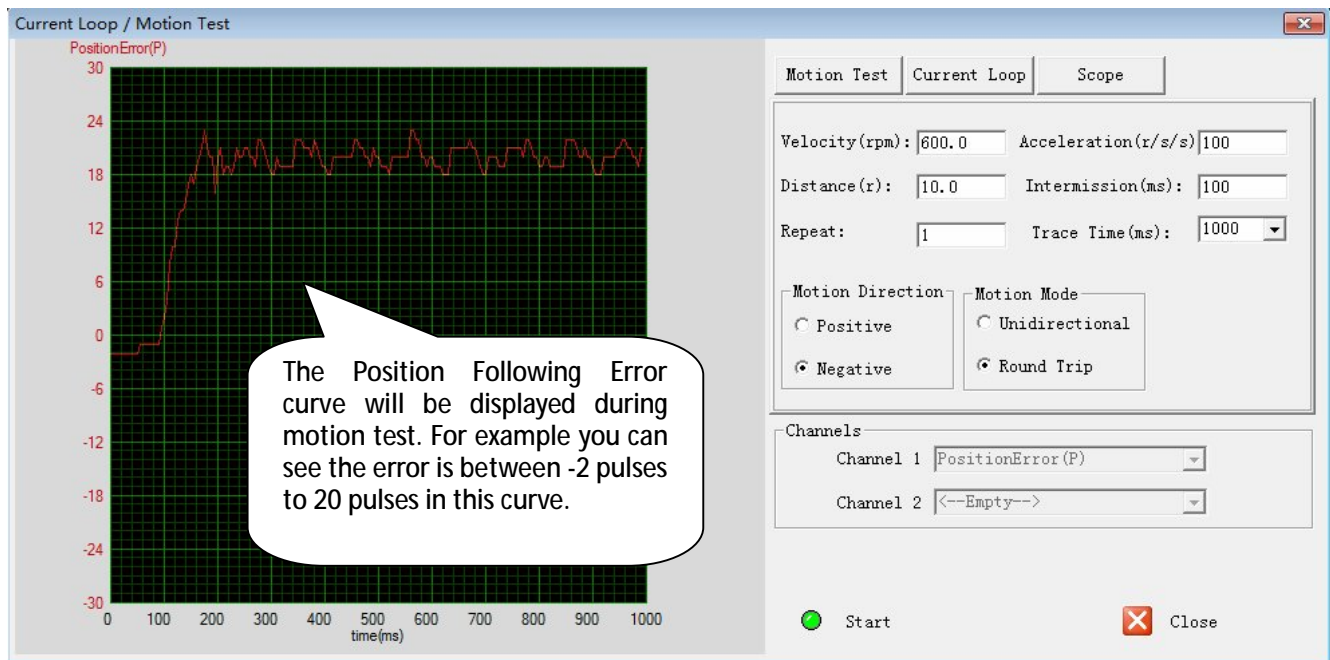 Current Loop / Motion Test
PositionError(P)
30
24
18
12
6
0
-6
-12
-18
-24
-30
0 100 200 300 400 500 600 700 800 900 1000
time(ms)
The Position Following Error
curve will be displayed during
motion test. For example you can
see the error is between -2 pulses
to 20 pulses in this curve.
Motion Test Current Loop Scope
Velocity(rpm): 600.0 Acceleration(r/s/s) 100
Distance(r): 10.0 Intermission(ms): 100
Repeat: 1 Trace Time(ms): 1000
Motion Direction Motion Mode
Positive Unidirectional
Negative Round Trip
Channels
Channel 1 PositionError(P)
Channel 2 <--Empty-->
Start Close